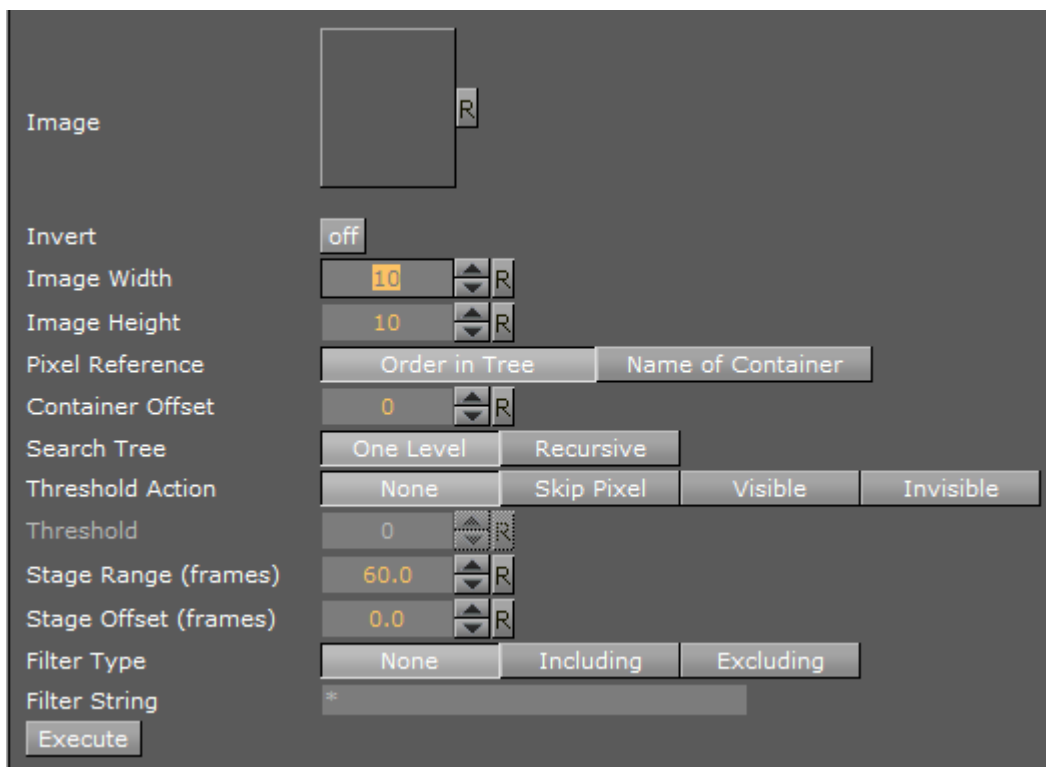 Image R
Invert off
Image Width 10 R
Image Height 10 R
Pixel Reference Order in Tree Name of Container
Container Offset 0 R
Search Tree One Level Recursive
Threshold Action None Skip Pixel Visible Invisible
Threshold 0 R
Stage Range (frames) 60.0 R
Stage Offset (frames) 0.0 R
Filter Type None Including Excluding
Filter String *
Execute